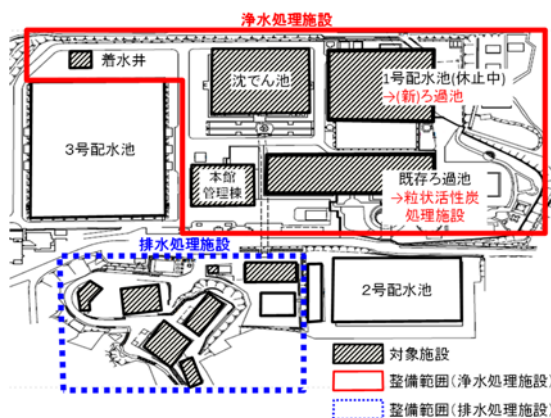 浄水処理施設
着水井
沈でん池
1号配水池(休止中)
→(新)ろ過池
3号配水池
本館
管理棟
既存ろ過池
→粒状活性炭
処理施設
排水処理施設
2号配水池
対象施設
整備範囲(浄水処理施設)
整備範囲(排水処理施設)